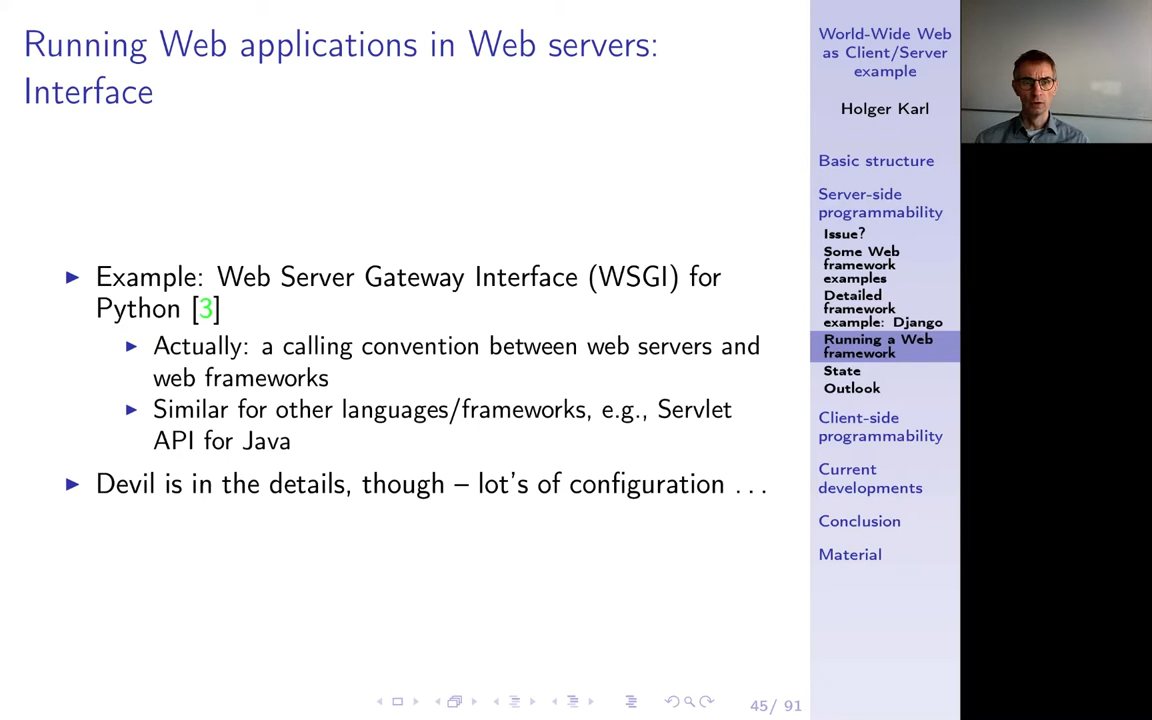 Running Web applications in Web servers:
Interface
► Example: Web Server Gateway Interface (WSGI) for
Python [3]
► Actually: a calling convention between web servers and
web frameworks
► Similar for other languages/frameworks, e.g., Servlet
API for Java
► Devil is in the details, though – lot's of configuration . . .
45/ 91
World-Wide Web
as Client/Server
example
Holger Karl
Basic structure
Server-side
programmability
Issue?
Some Web
framework
examples
Detailed
framework
example: Django
Running a Web
framework
State
Outlook
Client-side
programmability
Current
developments
Conclusion
Material